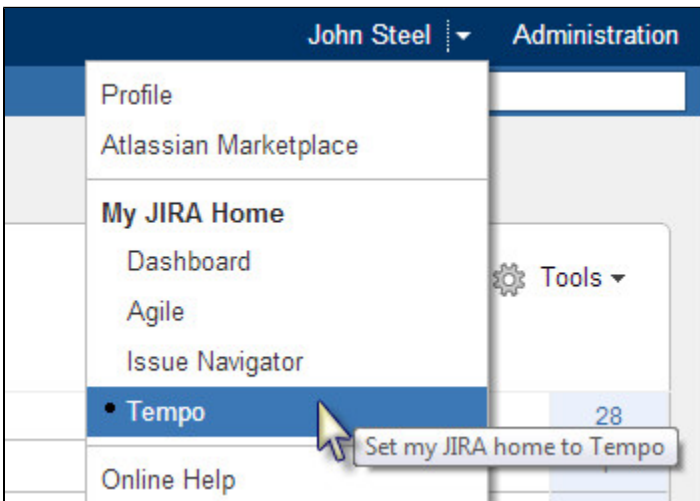 John Steel Administration
Profile
Atlassian Marketplace
My JIRA Home
Dashboard
Tools
Agile
Issue Navigator
Tempo
28
Set my JIRA home to Tempo
Online Help